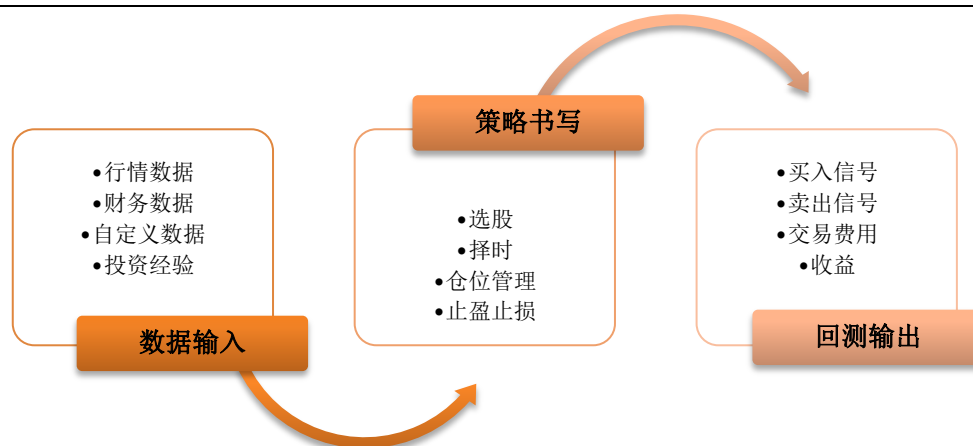 •行情数据
•财务数据
•自定义数据
•投资经验
数据输入
策略书写
•选股
•择时
•仓位管理
•止盈止损
•买入信号
•卖出信号
•交易费用
•收益
回测输出